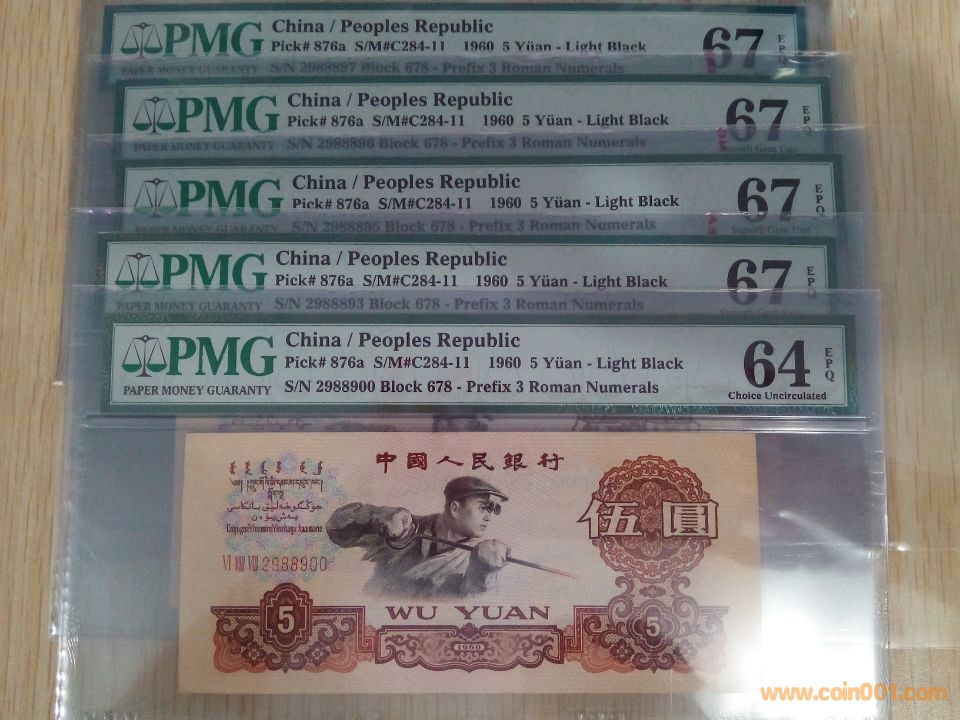 PMG China / Peoples Republic
Pick# 876a S/M#C284-11 1960 5 Yüan - Light Black 67 EPQ
PAPER MONEY GUARANTY S/N 2988897 Block 678 - Prefix 3 Roman Numerals
PMG China / Peoples Republic
Pick# 876a S/M#C284-11 1960 5 Yüan - Light Black 67 EPQ
PAPER MONEY GUARANTY S/N 2988896 Block 678 - Prefix 3 Roman Numerals Superb Gem Unc
PMG China / Peoples Republic
Pick# 876a S/M#C284-11 1960 5 Yüan - Light Black 67 EPQ
PAPER MONEY GUARANTY S/N 2988895 Block 678 - Prefix 3 Roman Numerals Superb Gem Unc
PMG China / Peoples Republic
Pick# 876a S/M#C284-11 1960 5 Yüan - Light Black 67 EPQ
PAPER MONEY GUARANTY S/N 2988893 Block 678 - Prefix 3 Roman Numerals
PMG China / Peoples Republic
Pick# 876a S/M#C284-11 1960 5 Yüan - Light Black 64 EPQ
PAPER MONEY GUARANTY S/N 2988900 Block 678 - Prefix 3 Roman Numerals Choice Uncirculated
中國人民銀行
伍圓
VI VII VIII 2988900
WU YUAN
5 5
1960
www.coin001.com